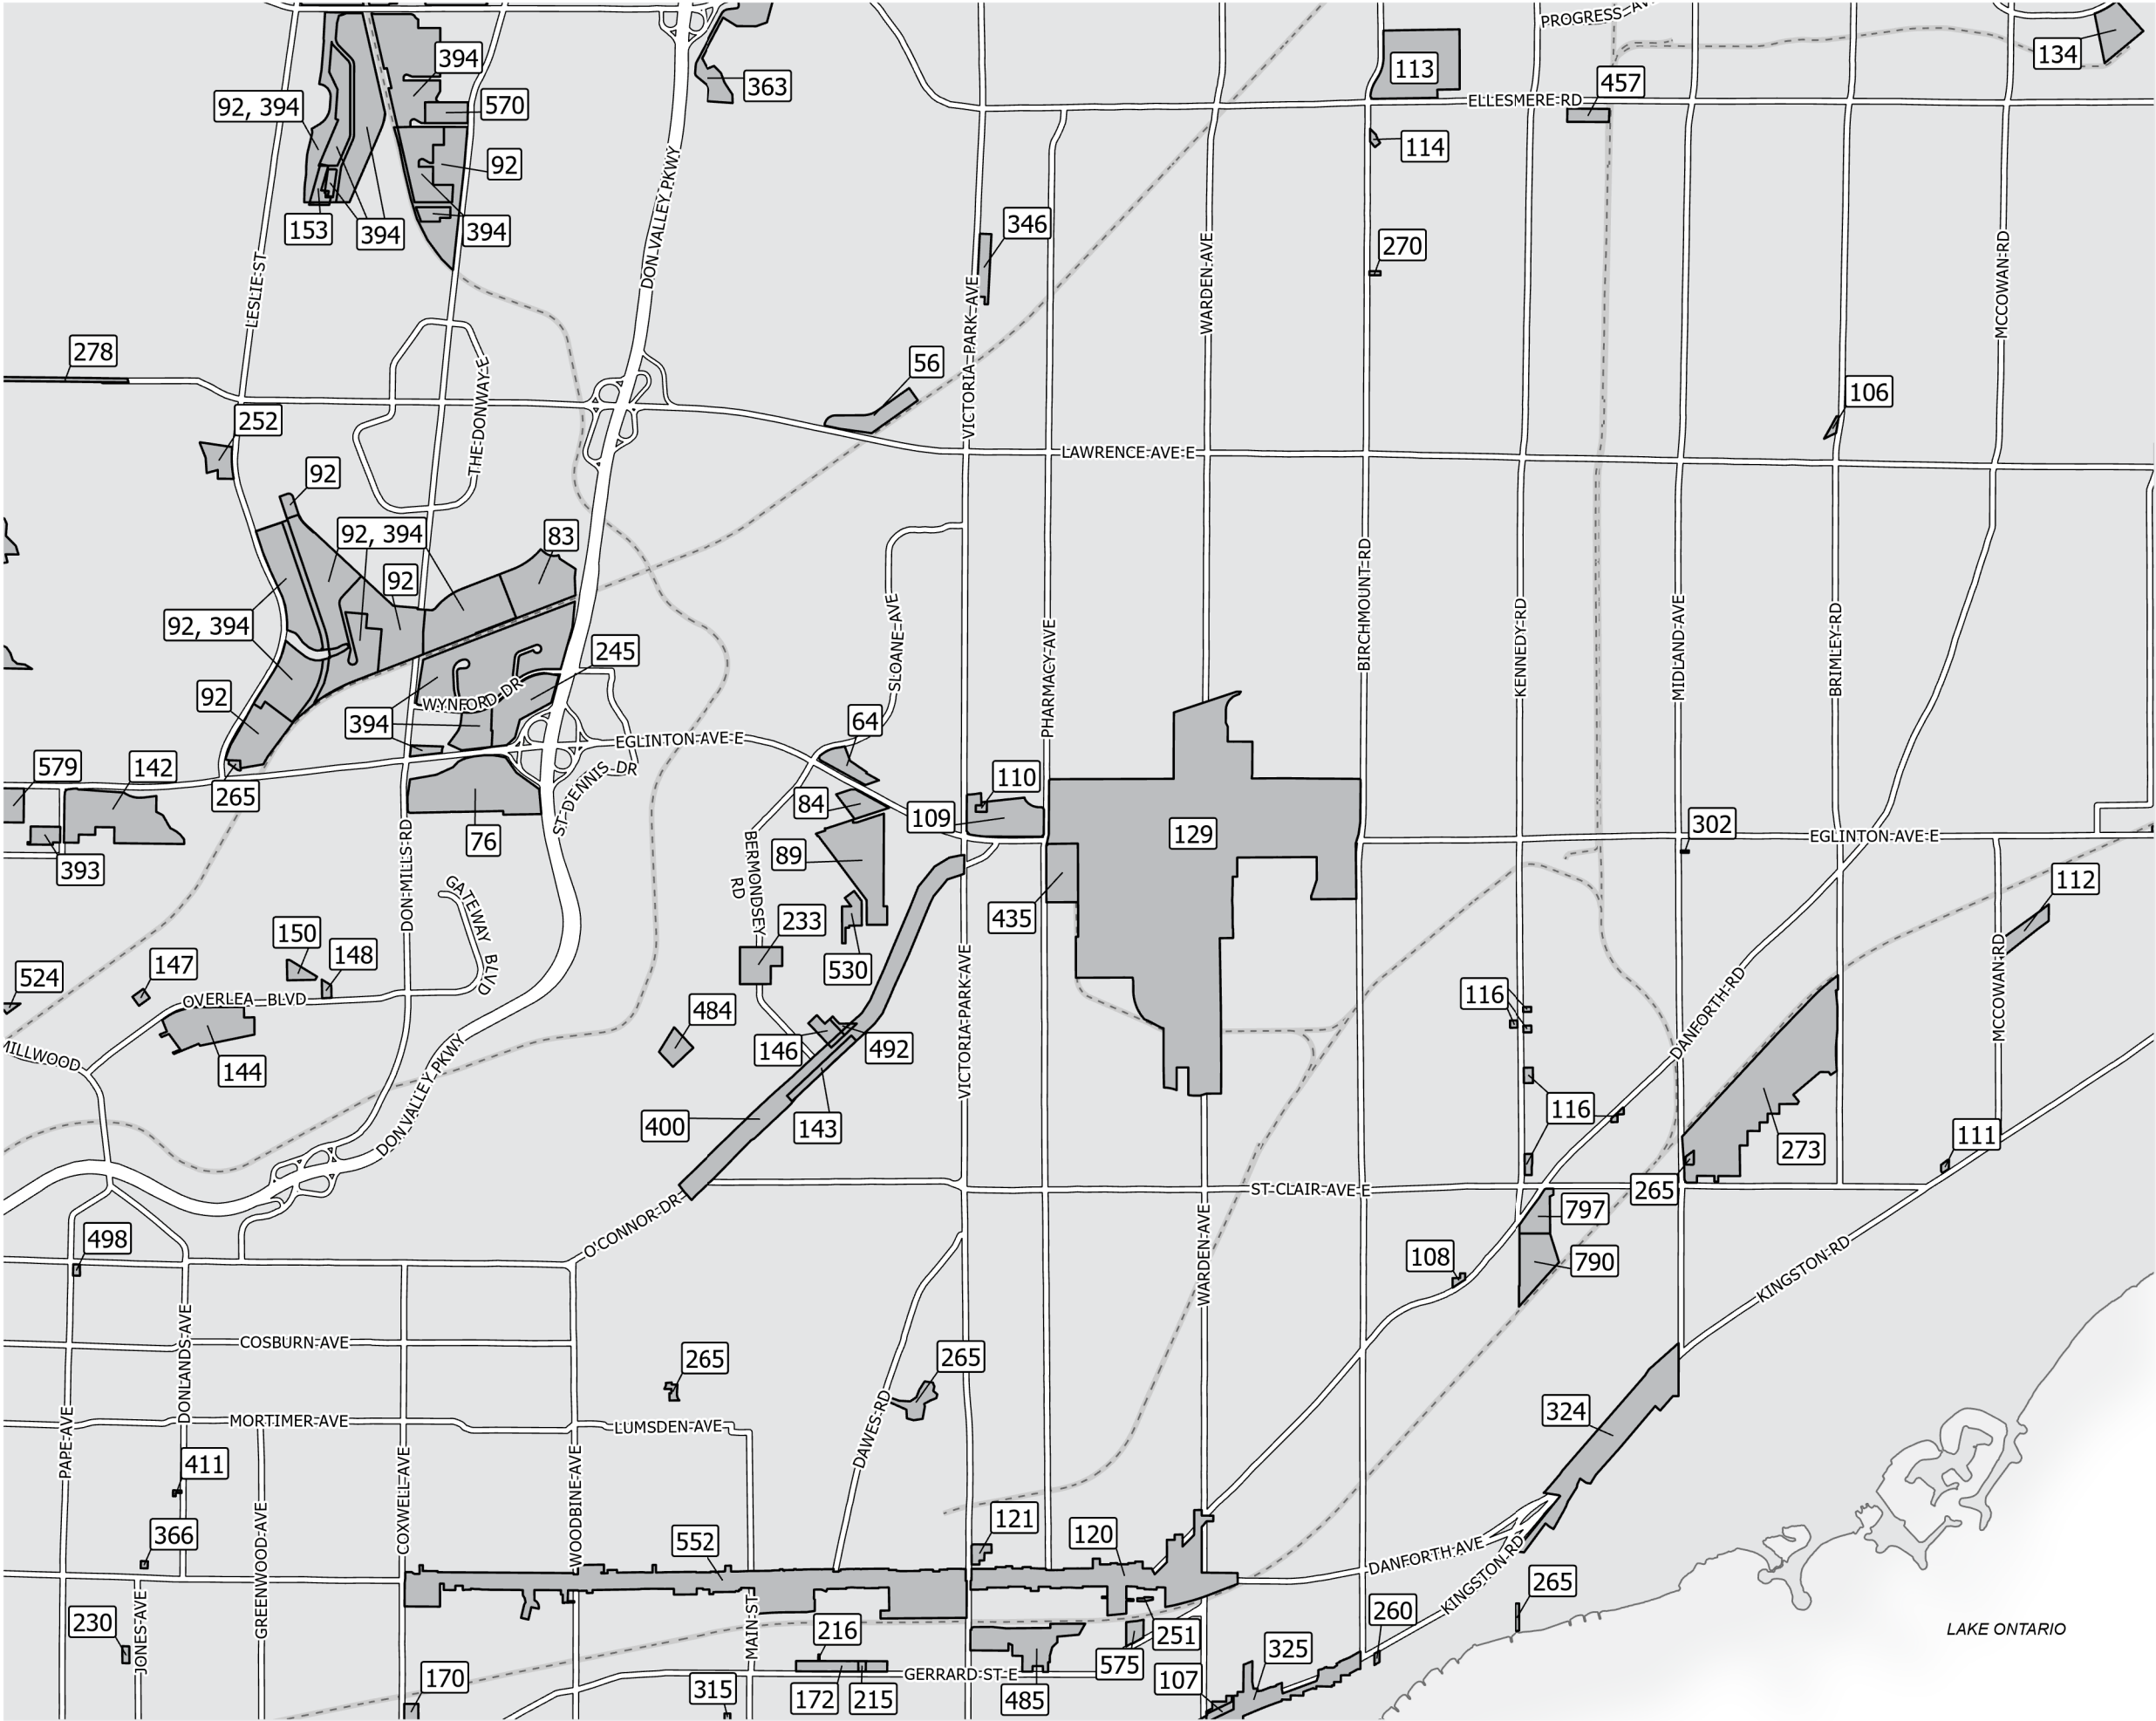 PROGRESS AV
394
363
113
457
134
92, 394
570
ELLESMERE RD
114
92
153
394
394
DON VALLEY PKWY
346
270
LESLIE ST
VICTORIA PARK AVE
WARDEN AVE
MCCOWAN RD
278
56
THE DONWAY E
106
252
LAWRENCE AVE E
92
92, 394
83
92
92, 394
SLOANE AVE
PHARMACY AVE
BIRCHMOUNT RD
KENNEDY RD
MIDLAND AVE
BRIMLEY RD
245
92
WYNFORD DR
394
64
EGLINTON AVE E
579
142
ST DENNIS DR
265
110
84
109
129
302
EGLINTON AVE E
76
393
DON MILLS RD
BERMONDSEY
RD
89
112
GATEWAY BLVD
435
233
150
148
147
524
530
VICTORIA PARK AVE
MCCOWAN RD
OVERLEA BLVD
116
484
DANFORTH RD
146
492
MILLWOOD
144
DON VALLEY PKWY
400
143
116
273
111
ST CLAIR AVE E
265
O'CONNOR DR
797
498
WARDEN AVE
108
790
KINGSTON RD
DONLANDS AVE
COSBURN AVE
265
265
PAPE AVE
MORTIMER AVE
LUMSDEN AVE
DAWES RD
324
411
COXWELL AVE
WOODBINE AVE
GREENWOOD AVE
366
552
121
120
DANFORTH AVE
KINGSTON RD
265
230
JONES AVE
MAIN ST
216
251
260
LAKE ONTARIO
575
325
GERRARD ST E
170
315
172
215
485
107